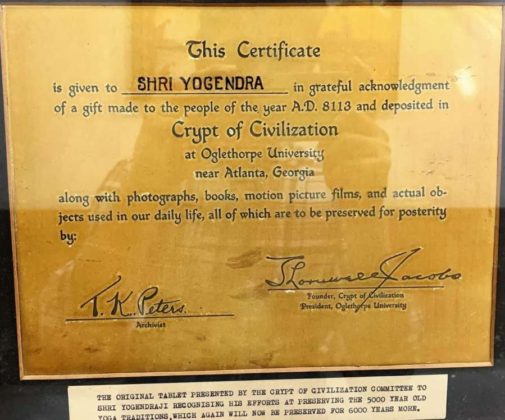 This Certificate
is given to SHRI YOGENDRA in grateful acknowledgment
of a gift made to the people of the year A.D. 8113 and deposited in
Crypt of Civilization
at Oglethorpe University
near Atlanta, Georgia
along with photographs, books, motion picture films, and actual ob-
jects used in our daily life, all of which are to be preserved for posterity
by:
T. K. Peters.
Archivist
Thornwell Jacobs
Founder, Crypt of Civilization
President, Oglethorpe University
THE ORIGINAL TABLET PRESENTED BY THE CRYPT OF CIVILIZATION COMMITTEE TO
SHRI YOGENDRAJI RECOGNISING HIS EFFORTS AT PRESERVING THE 5000 YEAR OLD
YOGA TRADITIONS,WHICH AGAIN WILL NOW BE PRESERVED FOR 6000 YEARS MORE.